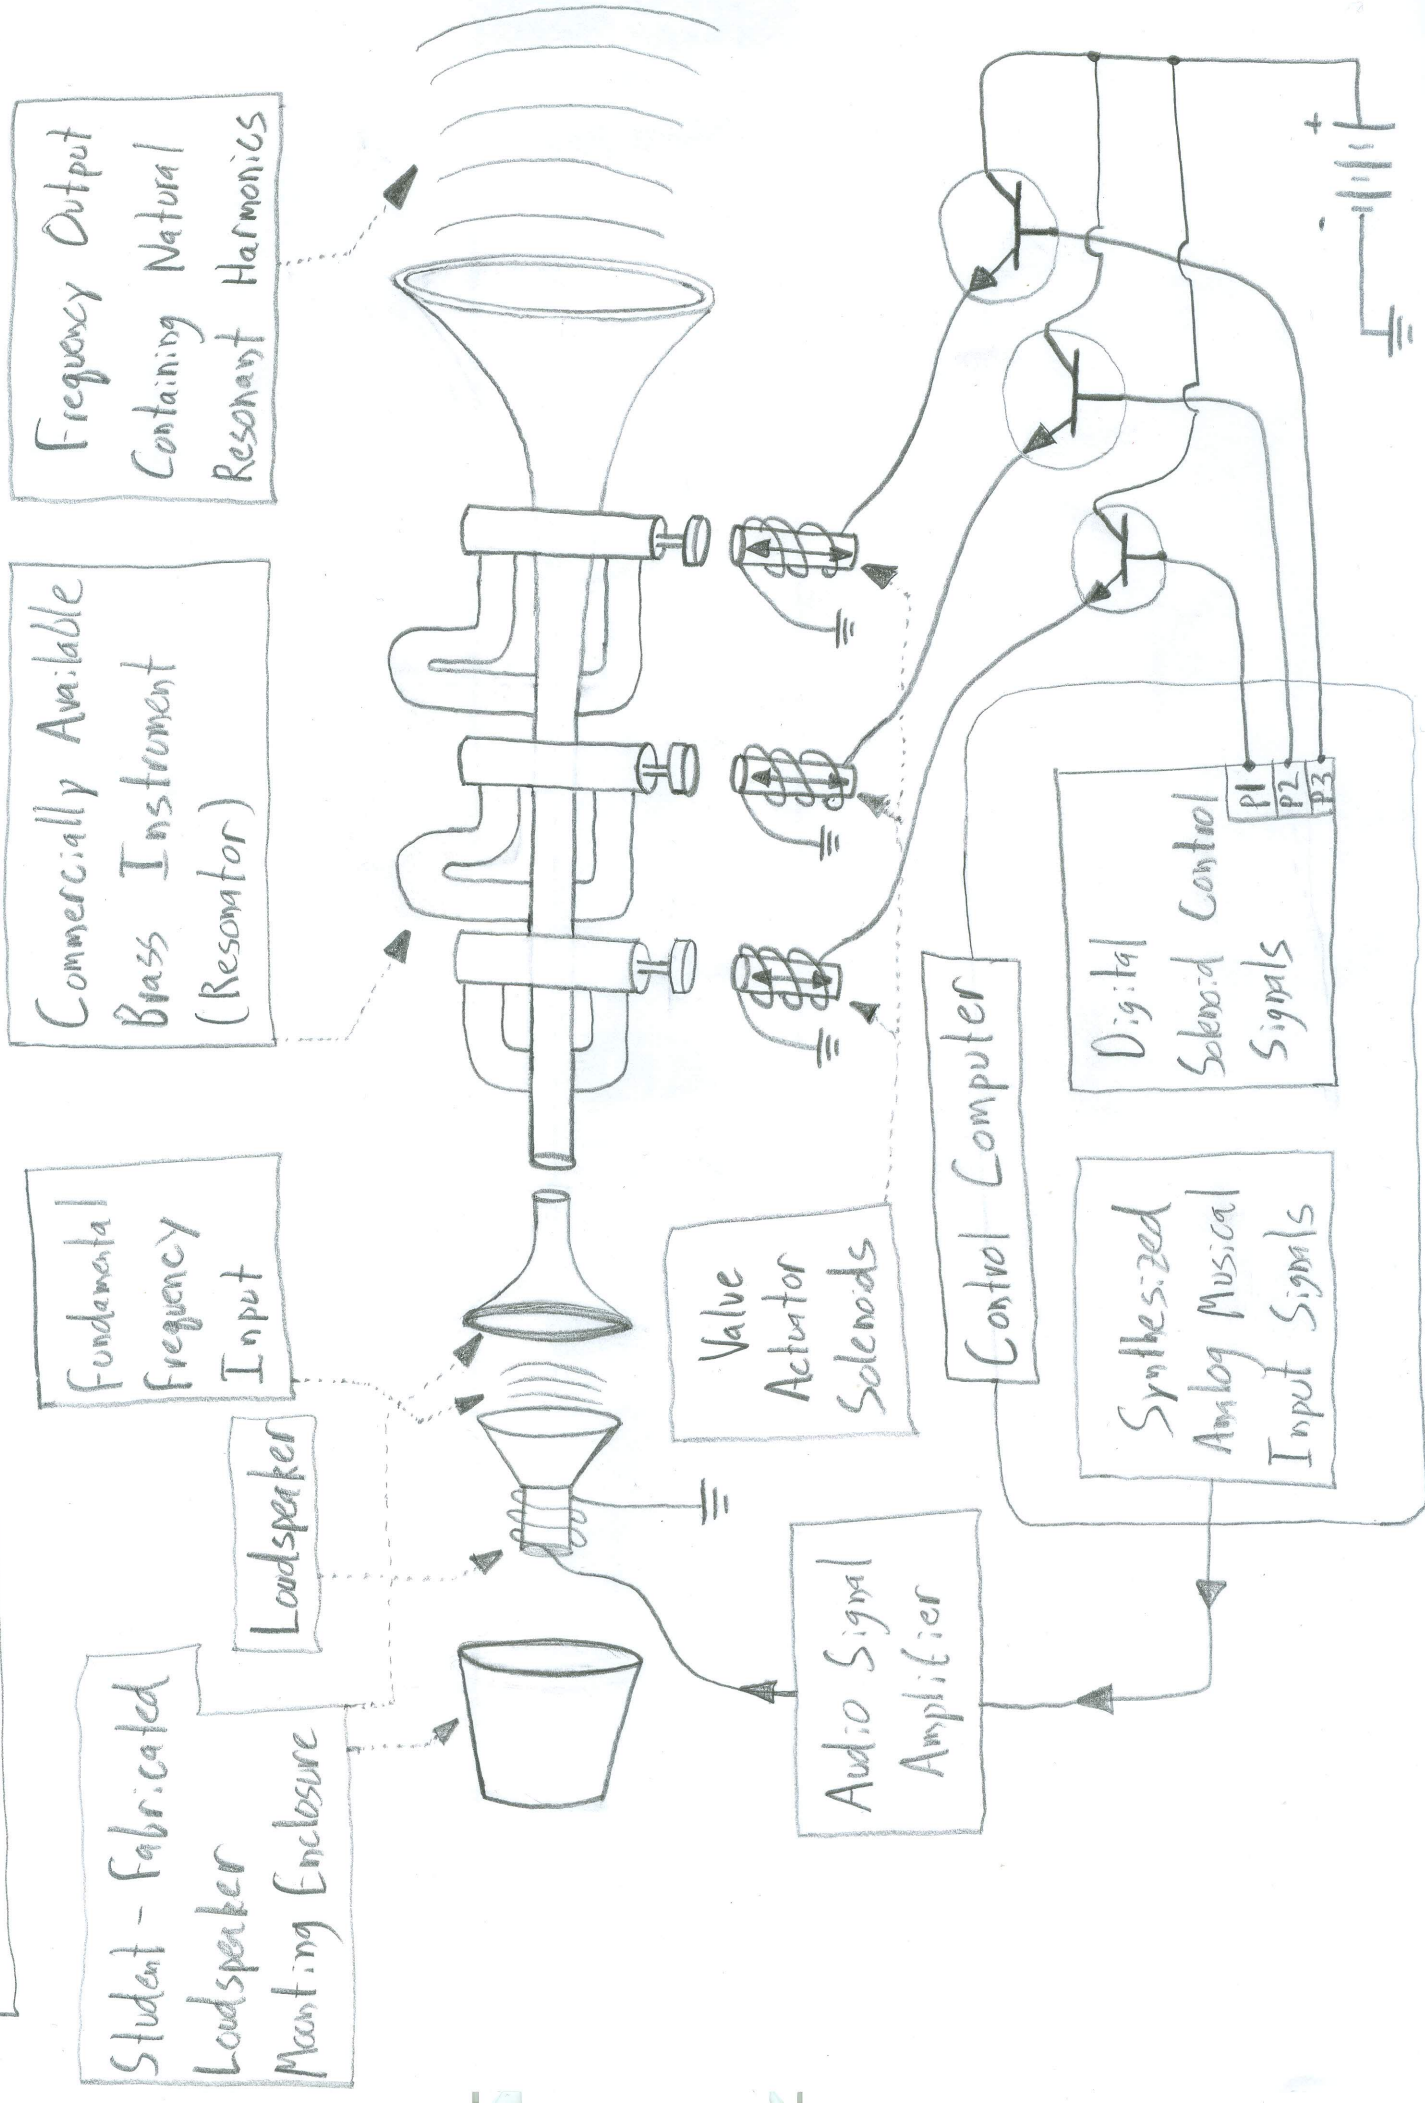 Student - Fabricated
Loudspeaker
Mounting Enclosure
Loudspeaker
Fundamental
Frequency
Input
Commercially Available
Brass Instrument
(Resonator)
Frequency Output
Containing Natural
Resonant Harmonics
Valve
Actuator
Solenoids
Audio Signal
Amplifier
Control Computer
Synthesized
Analog Musical
Input Signals
Digital
Solenoid Control
Signals
P1
P2
P3
-
+